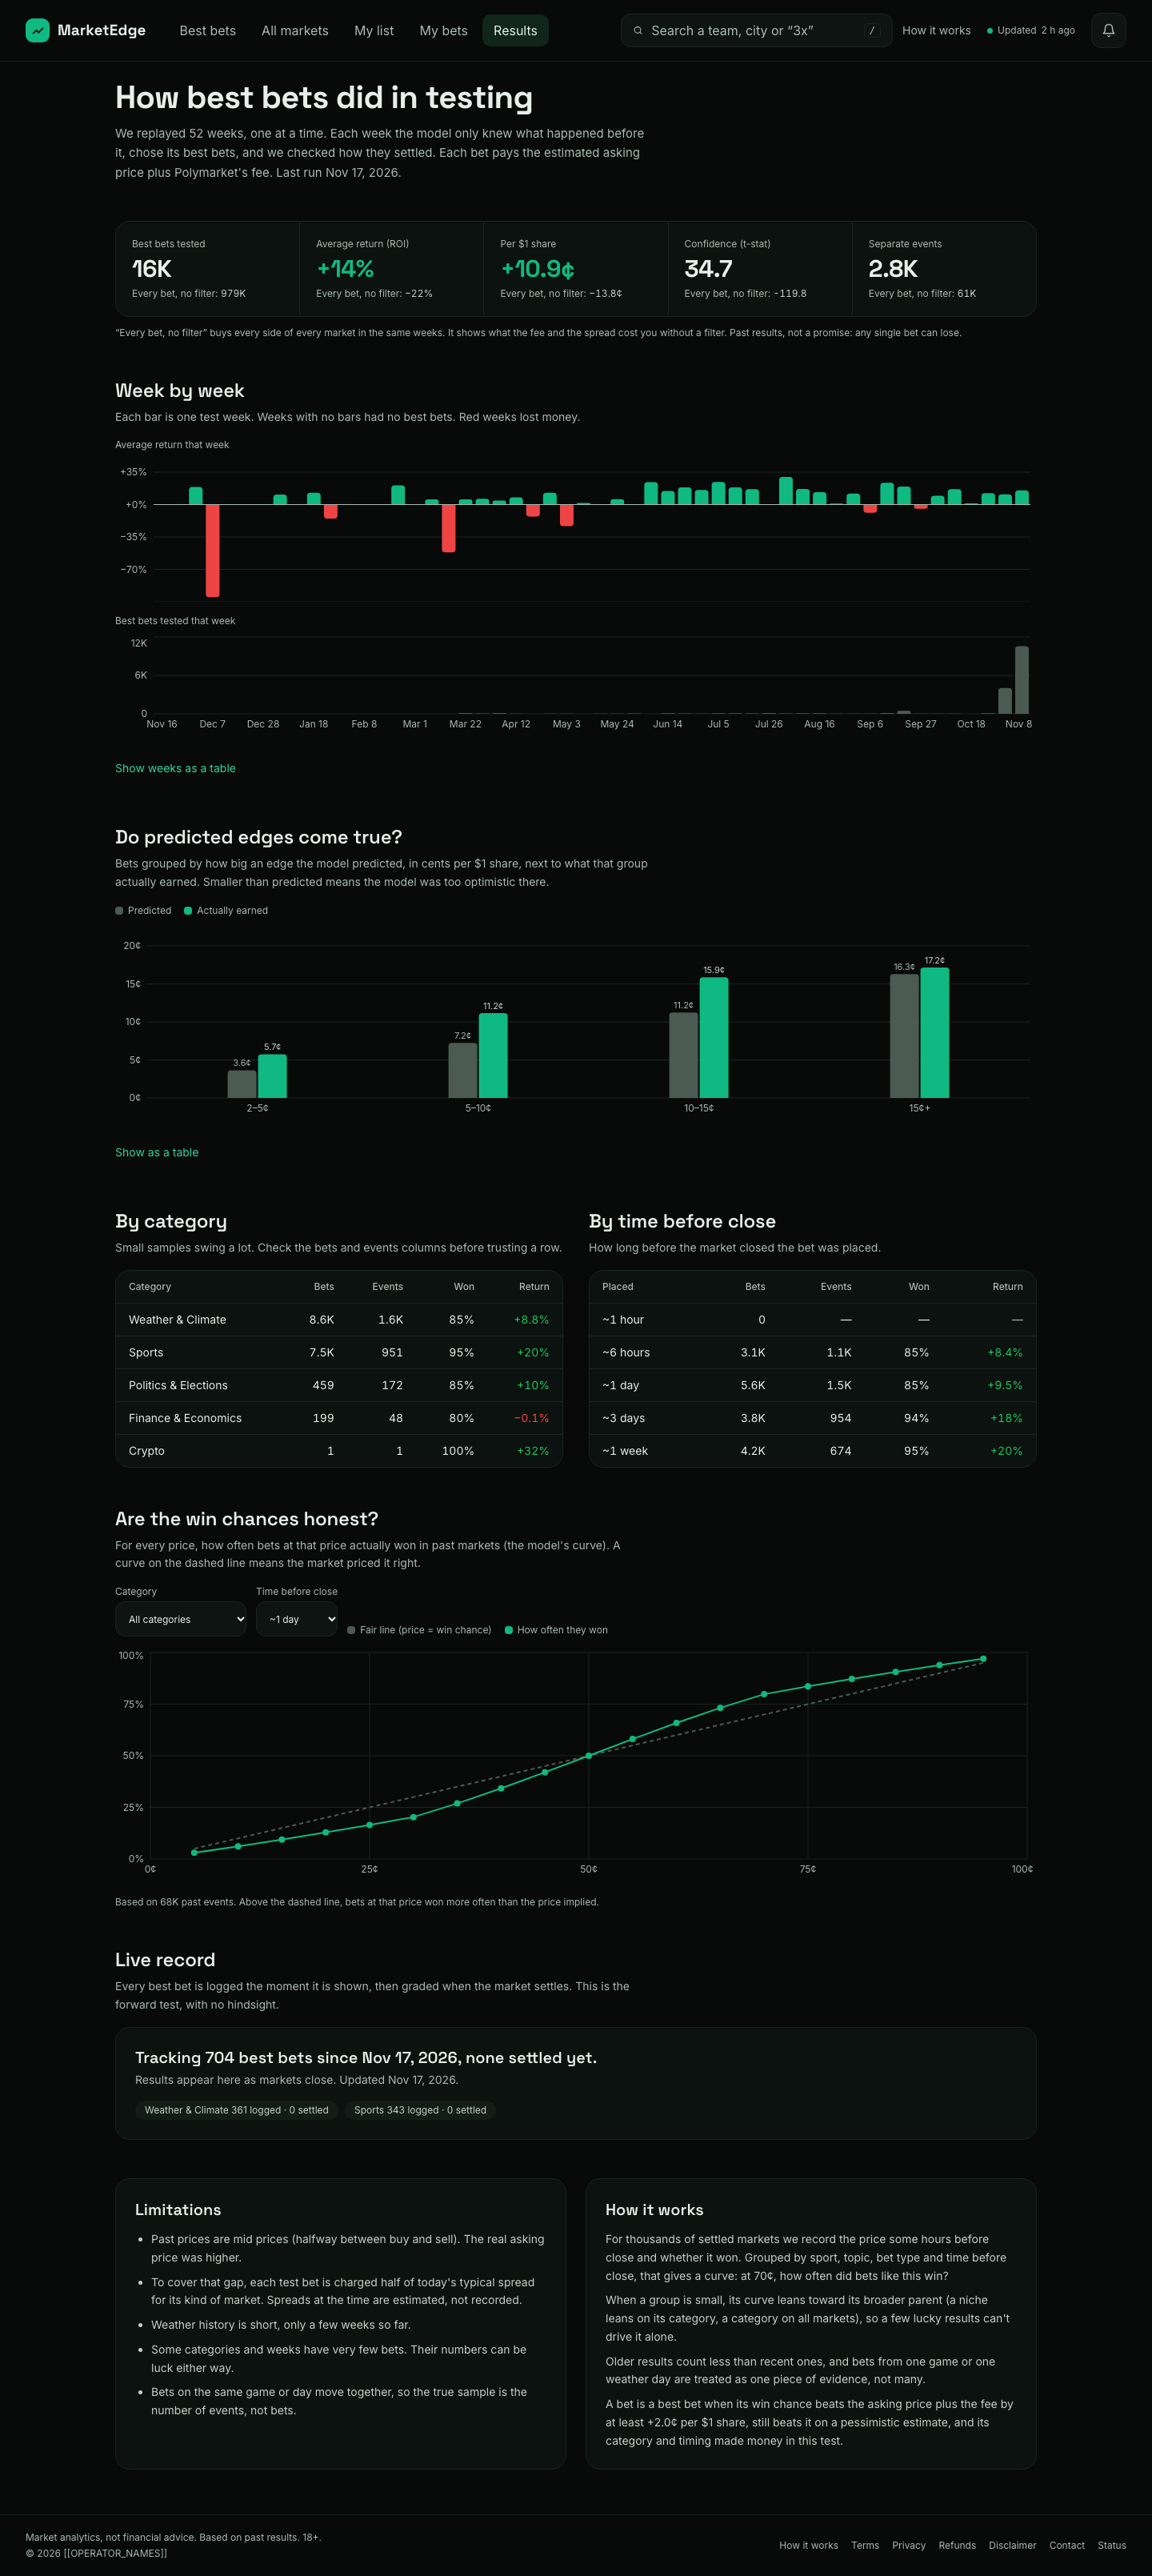 MarketEdge
Best bets
All markets
My list
My bets
Results
Search a team, city or “3x”
/
How it works
Updated 2 h ago
How best bets did in testing
We replayed 52 weeks, one at a time. Each week the model only knew what happened before
it, chose its best bets, and we checked how they settled. Each bet pays the estimated asking
price plus Polymarket's fee. Last run Nov 17, 2026.
Best bets tested
16K
Every bet, no filter: 979K
Average return (ROI)
+14%
Every bet, no filter: −22%
Per $1 share
+10.9¢
Every bet, no filter: −13.8¢
Confidence (t-stat)
34.7
Every bet, no filter: -119.8
Separate events
2.8K
Every bet, no filter: 61K
“Every bet, no filter” buys every side of every market in the same weeks. It shows what the fee and the spread cost you without a filter. Past results, not a promise: any single bet can lose.
Week by week
Each bar is one test week. Weeks with no bars had no best bets. Red weeks lost money.
Average return that week
+35%
+0%
−35%
−70%
Best bets tested that week
12K
6K
0
Nov 16 Dec 7 Dec 28 Jan 18 Feb 8 Mar 1 Mar 22 Apr 12 May 3 May 24 Jun 14 Jul 5 Jul 26 Aug 16 Sep 6 Sep 27 Oct 18 Nov 8
Show weeks as a table
Do predicted edges come true?
Bets grouped by how big an edge the model predicted, in cents per $1 share, next to what that group
actually earned. Smaller than predicted means the model was too optimistic there.
Predicted Actually earned
20¢
15¢
10¢
5¢
0¢
3.6¢ 5.7¢
7.2¢ 11.2¢
11.2¢ 15.9¢
16.3¢ 17.2¢
2–5¢ 5–10¢ 10–15¢ 15¢+
Show as a table
By category
Small samples swing a lot. Check the bets and events columns before trusting a row.
Category Bets Events Won Return
Weather & Climate 8.6K 1.6K 85% +8.8%
Sports 7.5K 951 95% +20%
Politics & Elections 459 172 85% +10%
Finance & Economics 199 48 80% −0.1%
Crypto 1 1 100% +32%
By time before close
How long before the market closed the bet was placed.
Placed Bets Events Won Return
~1 hour 0 — — —
~6 hours 3.1K 1.1K 85% +8.4%
~1 day 5.6K 1.5K 85% +9.5%
~3 days 3.8K 954 94% +18%
~1 week 4.2K 674 95% +20%
Are the win chances honest?
For every price, how often bets at that price actually won in past markets (the model's curve). A
curve on the dashed line means the market priced it right.
Category
All categories
Time before close
~1 day
Fair line (price = win chance) How often they won
100%
75%
50%
25%
0%
0¢ 25¢ 50¢ 75¢ 100¢
Based on 68K past events. Above the dashed line, bets at that price won more often than the price implied.
Live record
Every best bet is logged the moment it is shown, then graded when the market settles. This is the
forward test, with no hindsight.
Tracking 704 best bets since Nov 17, 2026, none settled yet.
Results appear here as markets close. Updated Nov 17, 2026.
Weather & Climate 361 logged · 0 settled
Sports 343 logged · 0 settled
Limitations
• Past prices are mid prices (halfway between buy and sell). The real asking
price was higher.
• To cover that gap, each test bet is charged half of today's typical spread
for its kind of market. Spreads at the time are estimated, not recorded.
• Weather history is short, only a few weeks so far.
• Some categories and weeks have very few bets. Their numbers can be
luck either way.
• Bets on the same game or day move together, so the true sample is the
number of events, not bets.
How it works
For thousands of settled markets we record the price some hours before
close and whether it won. Grouped by sport, topic, bet type and time before
close, that gives a curve: at 70¢, how often did bets like this win?
When a group is small, its curve leans toward its broader parent (a niche
leans on its category, a category on all markets), so a few lucky results can't
drive it alone.
Older results count less than recent ones, and bets from one game or one
weather day are treated as one piece of evidence, not many.
A bet is a best bet when its win chance beats the asking price plus the fee by
at least +2.0¢ per $1 share, still beats it on a pessimistic estimate, and its
category and timing made money in this test.
Market analytics, not financial advice. Based on past results. 18+.
© 2026 [[OPERATOR_NAMES]]
How it works Terms Privacy Refunds Disclaimer Contact Status